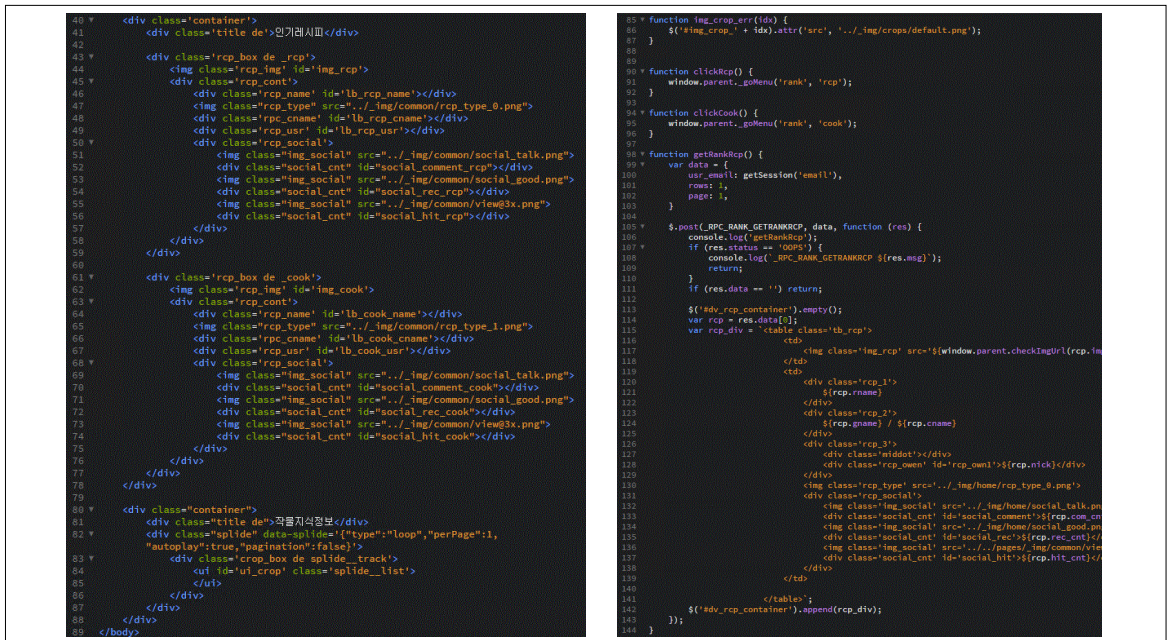 40 <div class='container'>
41 <div class='title de'>인기레시피</div>
42
43 <div class='rcp_box de _rcp'>
44 <img class='rcp_img' id='img_rcp'>
45 <div class='rcp_cont'>
46 <div class='rcp_name' id='lb_rcp_name'></div>
47 <img class="rcp_type" src="../_img/common/rcp_type_0.png">
48 <div class='rpc_cname' id='lb_rcp_cname'></div>
49 <div class='rcp_usr' id='lb_rcp_usr'></div>
50 <div class='rcp_social'>
51 <img class="img_social" src="../_img/common/social_talk.png">
52 <div class="social_cnt" id="social_comment_rcp"></div>
53 <img class="img_social" src="../_img/common/social_good.png">
54 <div class="social_cnt" id="social_rec_rcp"></div>
55 <img class="img_social" src="../_img/common/view@3x.png">
56 <div class="social_cnt" id="social_hit_rcp"></div>
57 </div>
58 </div>
59 </div>
60
61 <div class='rcp_box de _cook'>
62 <img class='rcp_img' id='img_cook'>
63 <div class='rcp_cont'>
64 <div class='rcp_name' id='lb_cook_name'></div>
65 <img class="rcp_type" src="../_img/common/rcp_type_1.png">
66 <div class='rpc_cname' id='lb_cook_cname'></div>
67 <div class='rcp_usr' id='lb_cook_usr'></div>
68 <div class='rcp_social'>
69 <img class="img_social" src="../_img/common/social_talk.png">
70 <div class="social_cnt" id="social_comment_cook"></div>
71 <img class="img_social" src="../_img/common/social_good.png">
72 <div class="social_cnt" id="social_rec_cook"></div>
73 <img class="img_social" src="../_img/common/view@3x.png">
74 <div class="social_cnt" id="social_hit_cook"></div>
75 </div>
76 </div>
77 </div>
78 </div>
79
80 <div class="container">
81 <div class="title de">작물지식정보</div>
82 <div class="splide" data-splide='{"type":"loop","perPage":1,
"autoplay":true,"pagination":false}'>
83 <div class='crop_box de splide__track'>
84 <ui id='ui_crop' class='splide__list'>
85 </ui>
86 </div>
87 </div>
88 </div>
89 </body>
85 function img_crop_err(idx) {
86 $('#img_crop_' + idx).attr('src', '../_img/crops/default.png');
87 }
88
89
90 function clickRcp() {
91 window.parent._goMenu('rank', 'rcp');
92 }
93
94 function clickCook() {
95 window.parent._goMenu('rank', 'cook');
96 }
97
98 function getRankRcp() {
99 var data = {
100 usr_email: getSession('email'),
101 rows: 1,
102 page: 1,
103 }
104
105 $.post(_RPC_RANK_GETRANKRCP, data, function (res) {
106 console.log('getRankRcp');
107 if (res.status == 'OOPS') {
108 console.log(`_RPC_RANK_GETRANKRCP ${res.msg}`);
109 return;
110 }
111 if (res.data == '') return;
112
113 $('#dv_rcp_container').empty();
114 var rcp = res.data[0];
115 var rcp_div = `<table class='tb_rcp'>
116 <td>
117 <img class='img_rcp' src='${window.parent.checkImgUrl(rcp.im
118 </td>
119 <td>
120 <div class='rcp_1'>
121 ${rcp.rname}
122 </div>
123 <div class='rcp_2'>
124 ${rcp.gname} / ${rcp.cname}
125 </div>
126 <div class='rcp_3'>
127 <div class='middot'></div>
128 <div class='rcp_owen' id='rcp_own1'>${rcp.nick}</div>
129 </div>
130 <img class='rcp_type' src='../_img/home/rcp_type_0.png'>
131 <div class='rcp_social'>
132 <img class='img_social' src='../_img/home/social_talk.pn
133 <div class='social_cnt' id='social_comment'>${rcp.com_cn
134 <img class='img_social' src='../_img/home/social_good.pn
135 <div class='social_cnt' id='social_rec'>${rcp.rec_cnt}</
136 <img class='img_social' src='../../pages/_img/common/vie
137 <div class='social_cnt' id='social_hit'>${rcp.hit_cnt}</
138 </div>
139 </td>
140
141 </table>`;
142 $('#dv_rcp_container').append(rcp_div);
143 });
144 }